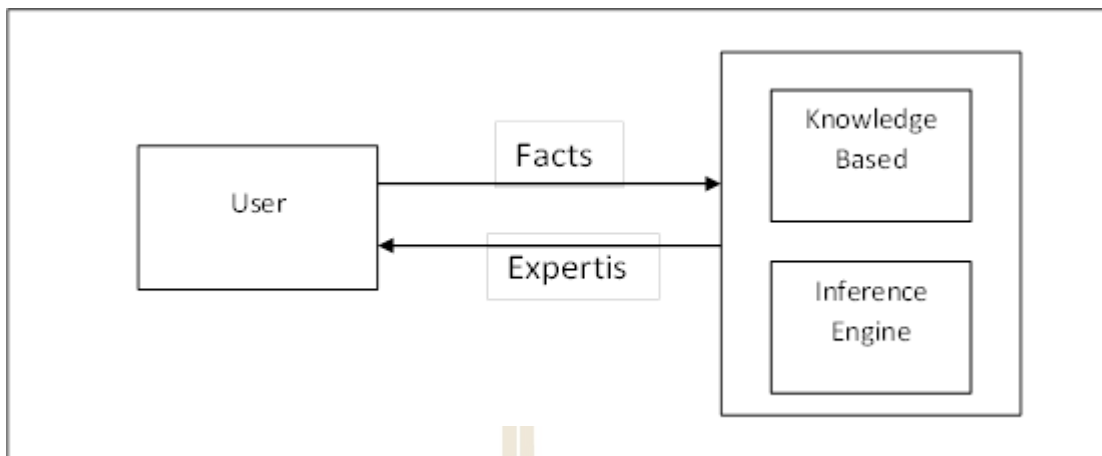 User
Facts
Expertis
Knowledge
Based
Inference
Engine